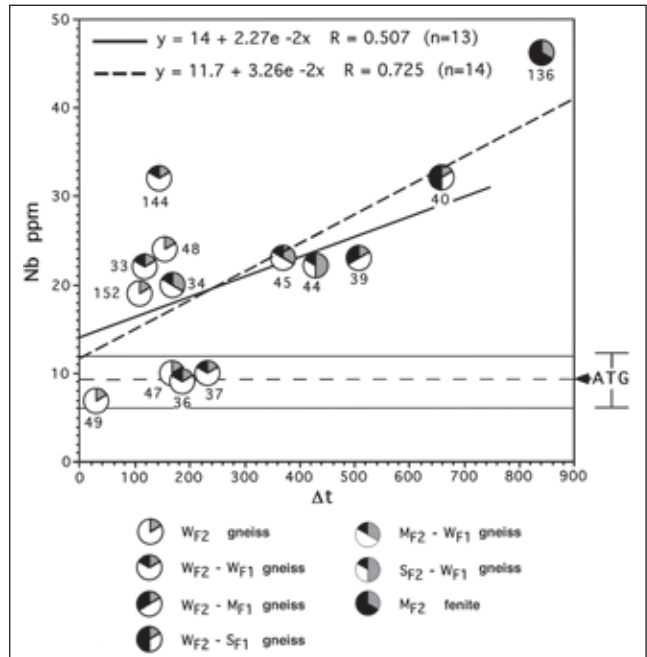 50
y = 14 + 2.27e -2x R = 0.507 (n=13)
y = 11.7 + 3.26e -2x R = 0.725 (n=14)
136
40
144
40
Nb ppm
30
33
48
152
34
45
44
39
20
10
ATG
47
36
37
49
0
0 100 200 300 400 500 600 700 800 900
Δt
WF2 gneiss
MF2 - WF1 gneiss
WF2 - WF1 gneiss
SF2 - WF1 gneiss
WF2 - MF1 gneiss
MF2 fenite
WF2 - SF1 gneiss